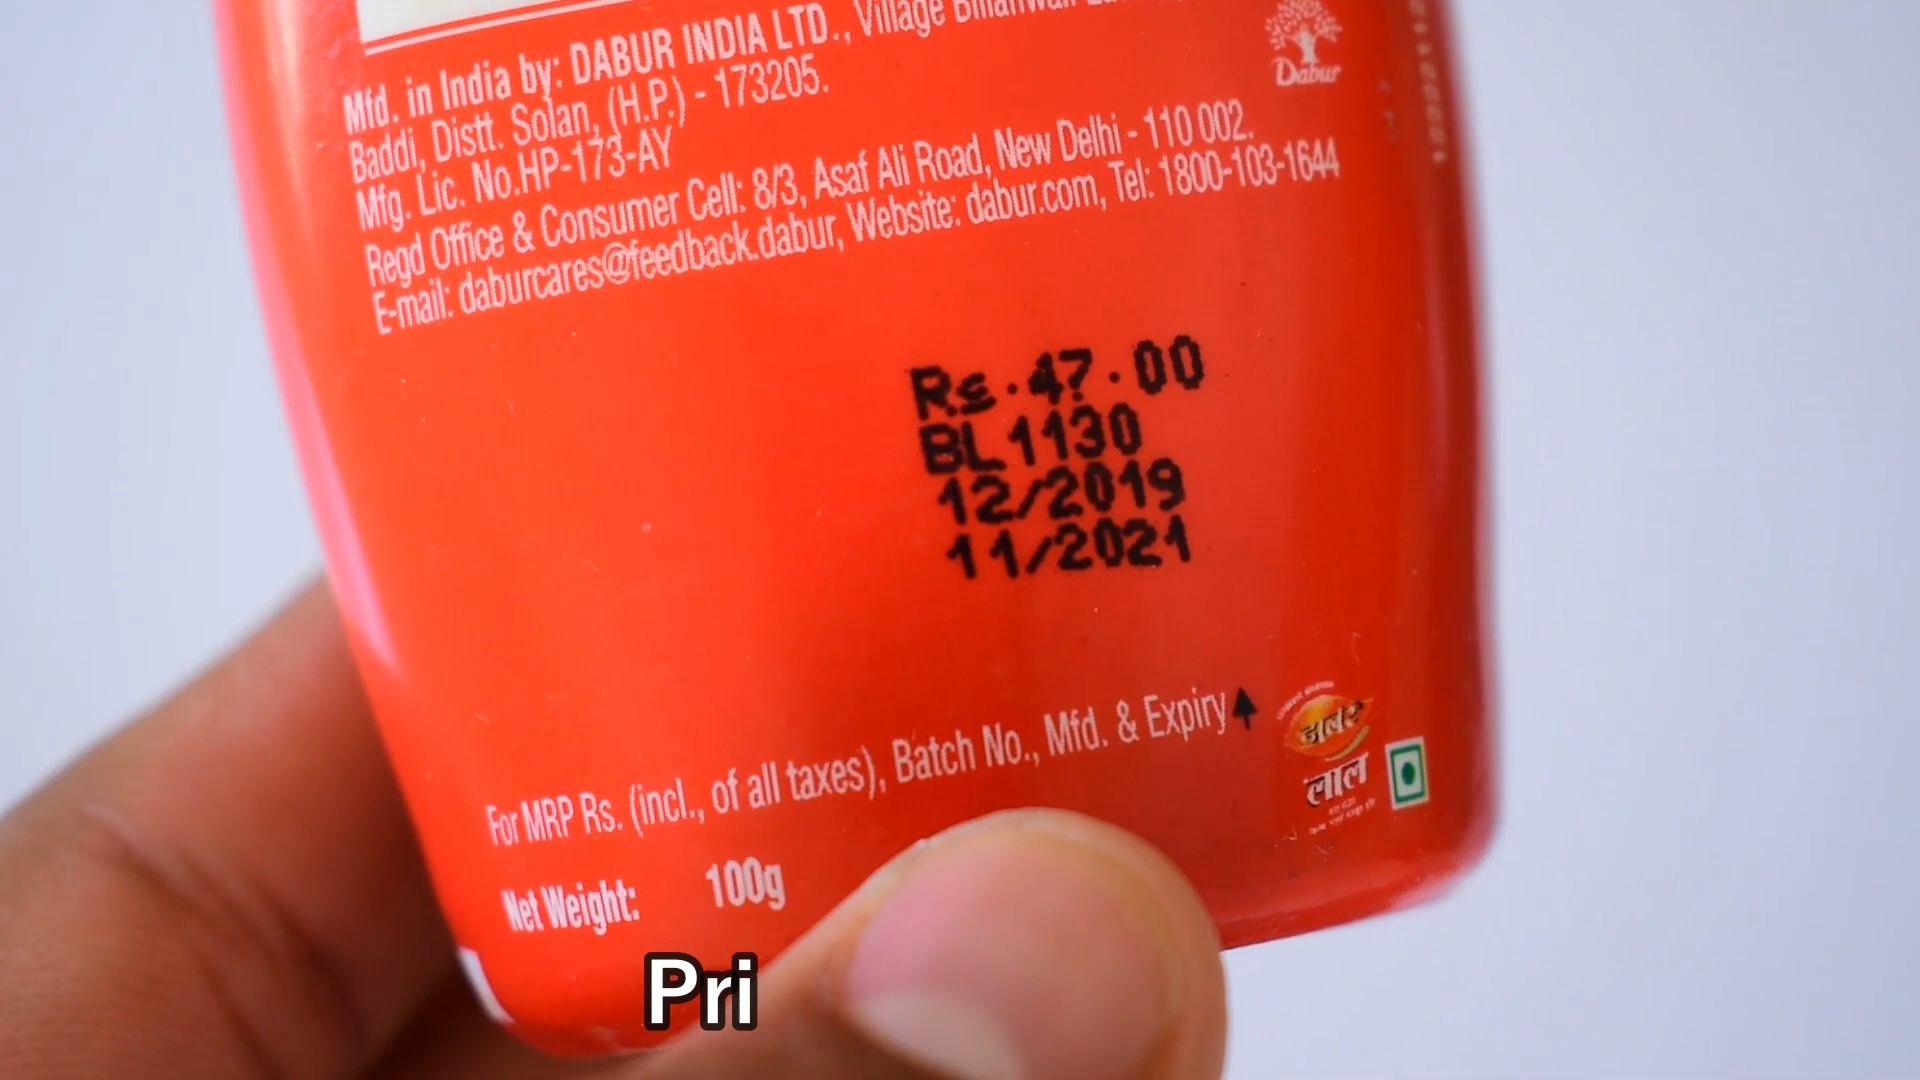 Mfd. in India by: DABUR INDIA LTD., Village
Baddi, Distt. Solan, (H.P.) - 173205.
Mfg. Lic. No.HP-173-AY
Regd Office & Consumer Cell: 8/3, Asaf Ali Road, New Delhi - 110 002.
E-mail: daburcares@feedback.dabur, Website: dabur.com, Tel: 1800-103-1644
Dabur
Rs.47.00
BL1130
12/2019
11/2021
For MRP Rs. (incl., of all taxes), Batch No., Mfd. & Expiry
डाबर
लाल
Net Weight: 100g
Pri